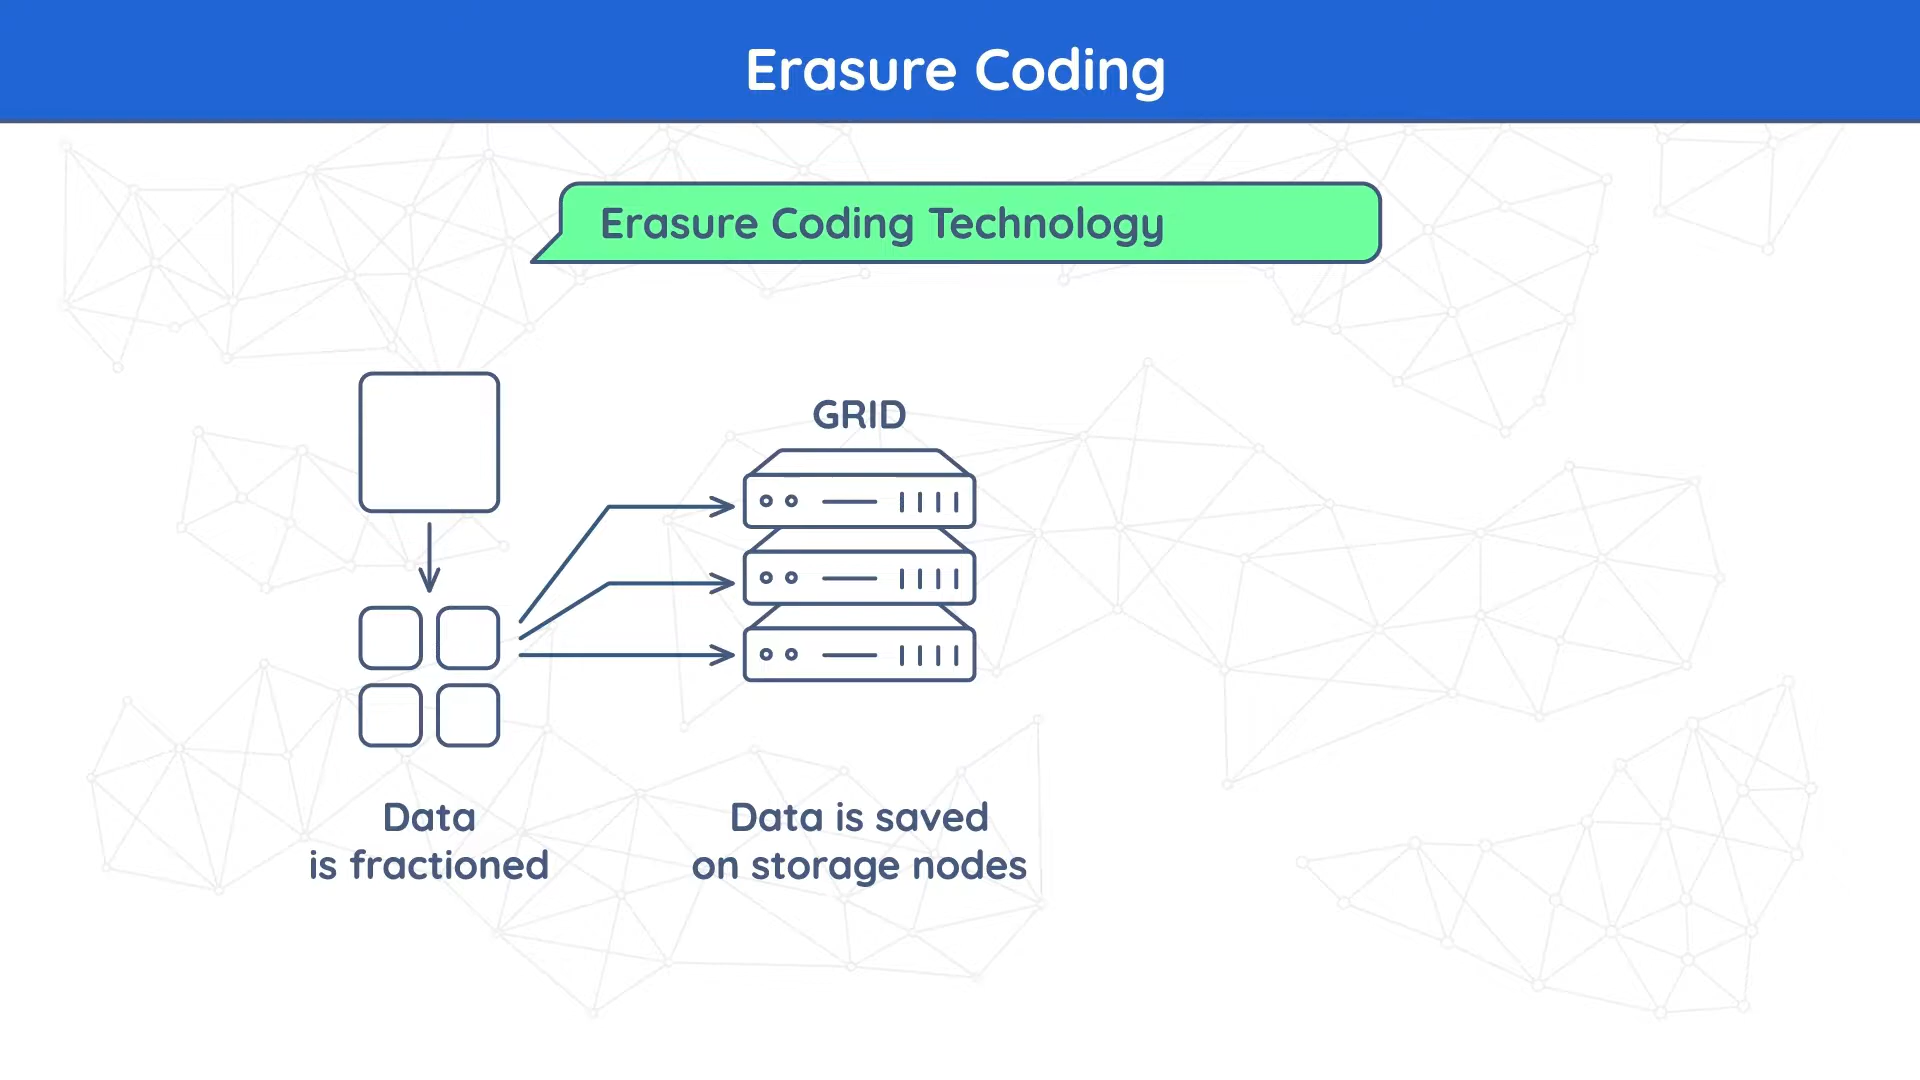 Erasure Coding
Erasure Coding Technology
GRID
Data
is fractioned
Data is saved
on storage nodes